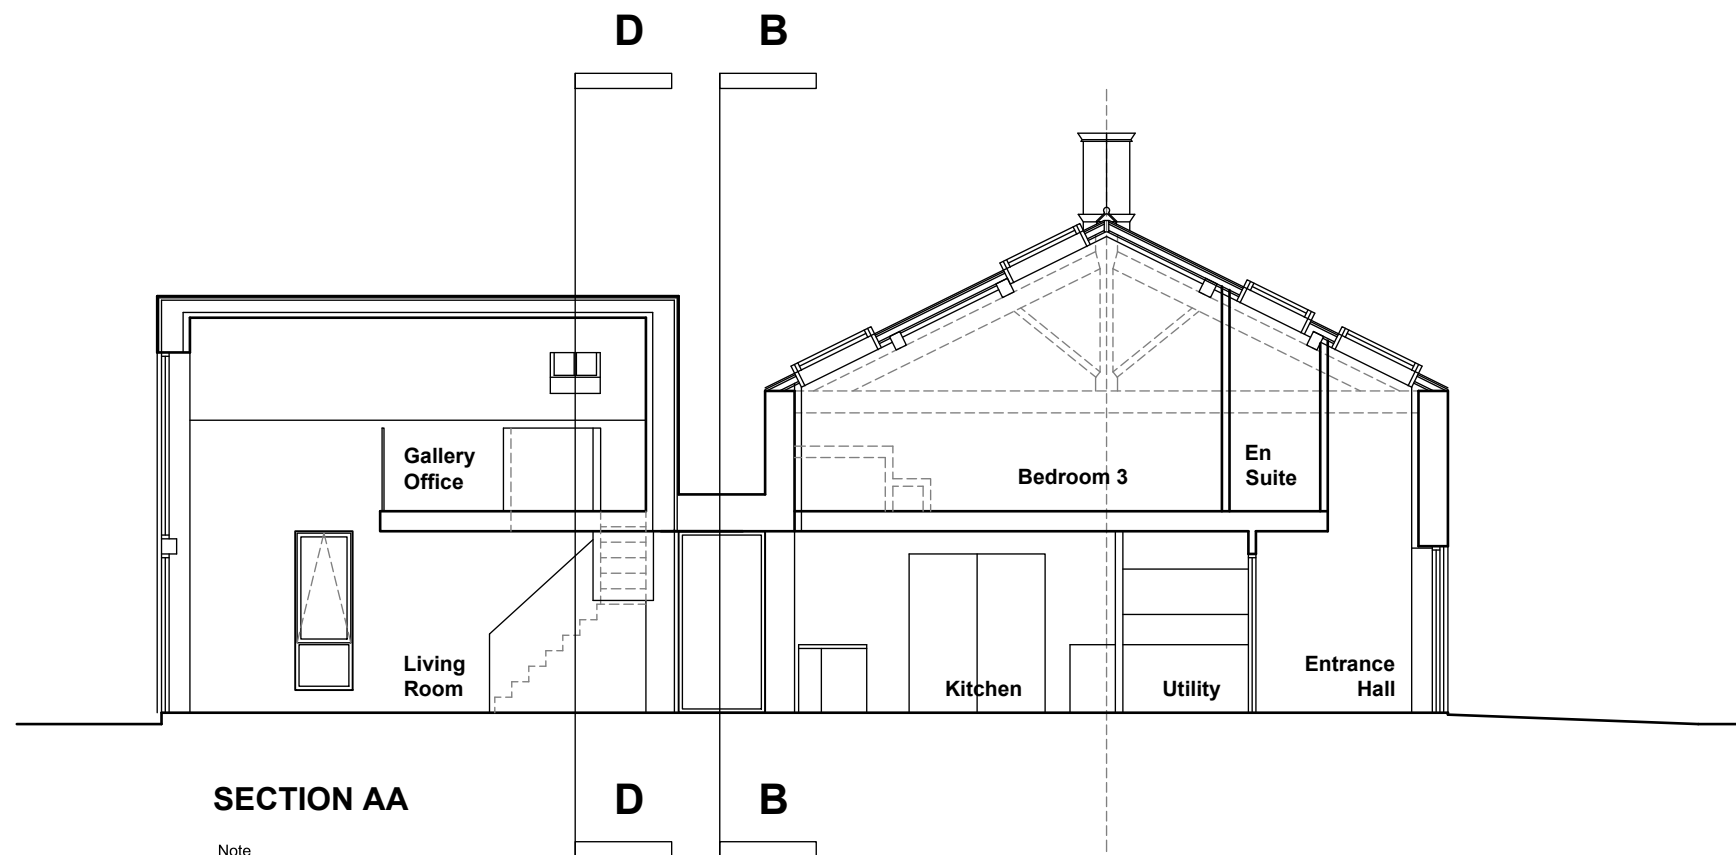 D B
Gallery
Office
Bedroom 3
En
Suite
Living
Room
Kitchen
Utility
Entrance
Hall
SECTION AA
D B
Note